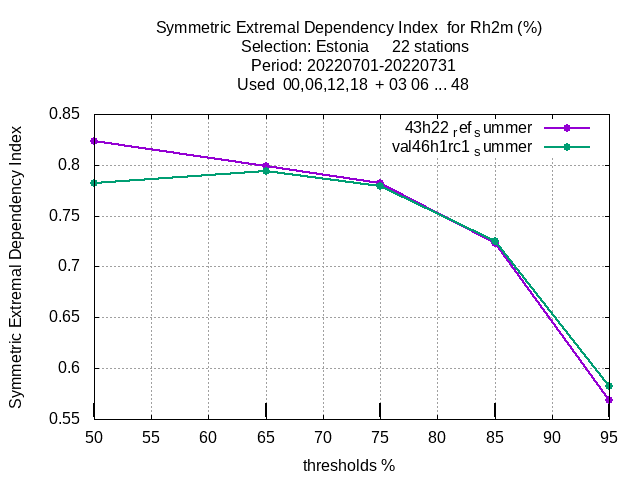 Symmetric Extremal Dependency Index  for Rh2m (%)
Selection: Estonia     22 stations
Period: 20220701-20220731
Used  00,06,12,18  + 03 06 ... 48
Symmetric Extremal Dependency Index
0.85
0.8
0.75
0.7
0.65
0.6
0.55
43h22_ref_summer
val46h1rc1_summer
50 55 60 65 70 75 80 85 90 95
thresholds %